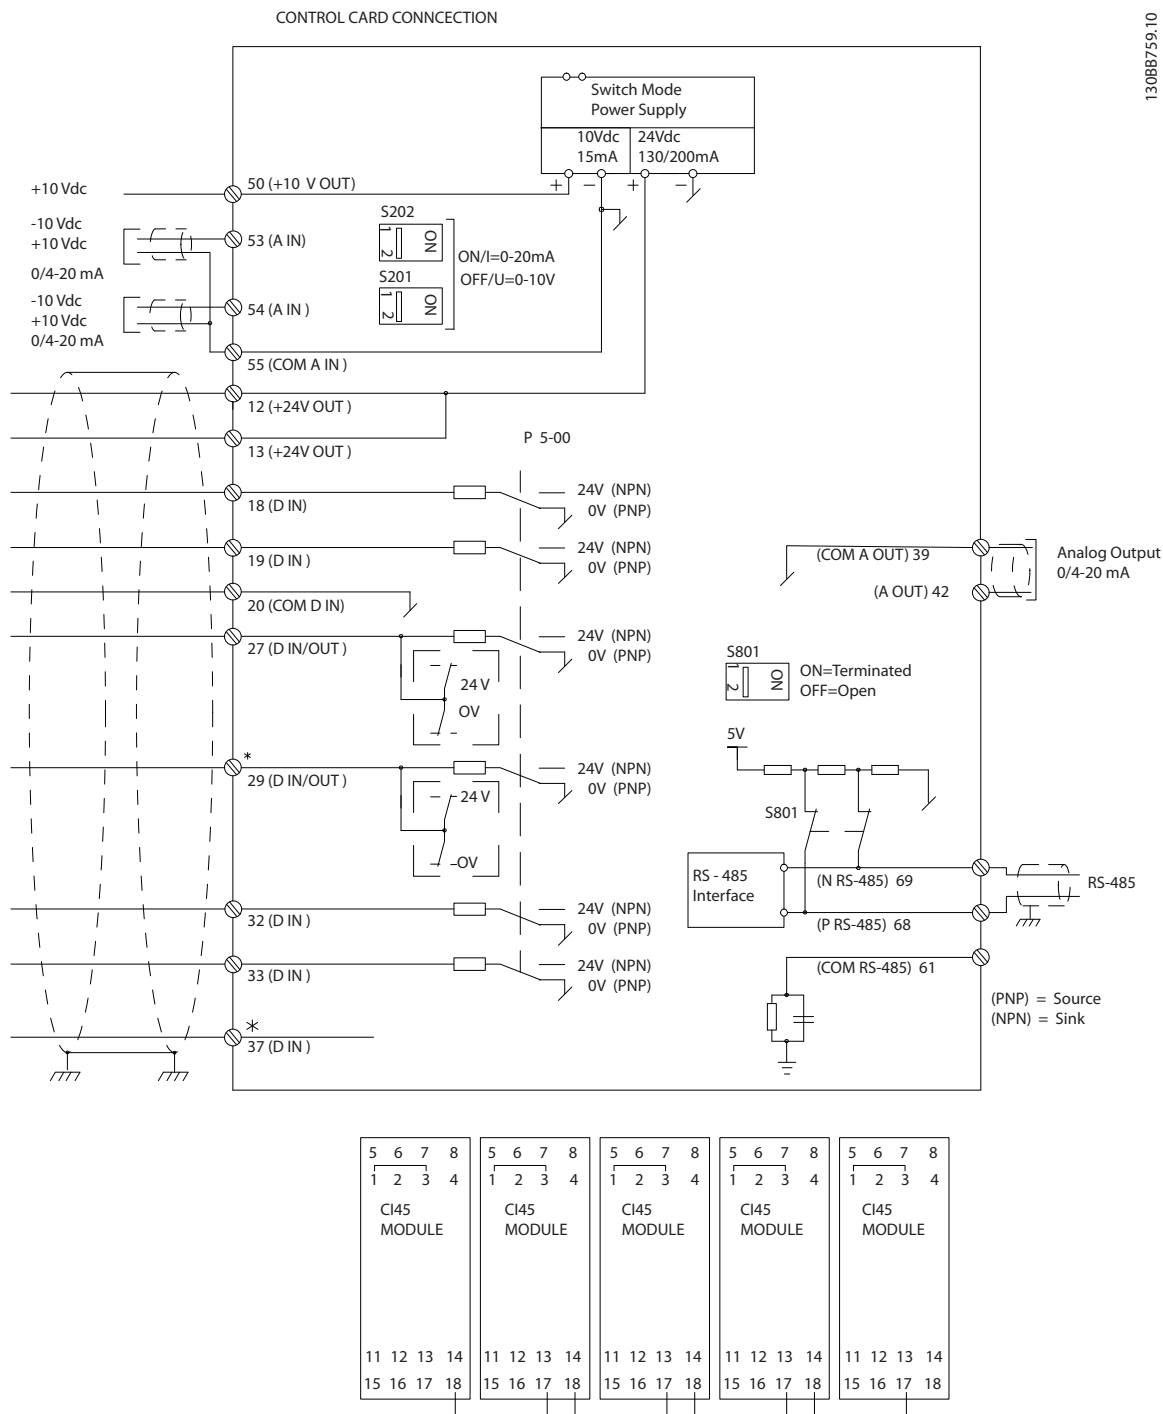 CONTROL CARD CONNCECTION
130BB759.10
Switch Mode
Power Supply
10Vdc
15mA
24Vdc
130/200mA
+ - + -
+10 Vdc
50 (+10 V OUT)
-10 Vdc
+10 Vdc
0/4-20 mA
53 (A IN)
S202
1
2
ON
ON/I=0-20mA
OFF/U=0-10V
S201
1
2
ON
-10 Vdc
+10 Vdc
0/4-20 mA
54 (A IN )
55 (COM A IN )
12 (+24V OUT )
13 (+24V OUT )
P 5-00
18 (D IN)
24V (NPN)
0V (PNP)
19 (D IN )
24V (NPN)
0V (PNP)
20 (COM D IN)
27 (D IN/OUT )
24V (NPN)
0V (PNP)
24 V
OV
*
29 (D IN/OUT )
24V (NPN)
0V (PNP)
24 V
OV
32 (D IN )
24V (NPN)
0V (PNP)
33 (D IN )
24V (NPN)
0V (PNP)
*
37 (D IN )
(COM A OUT) 39
(A OUT) 42
Analog Output
0/4-20 mA
S801
1
2
ON
ON=Terminated
OFF=Open
5V
S801
RS - 485
Interface
(N RS-485) 69
(P RS-485) 68
RS-485
(COM RS-485) 61
(PNP) = Source
(NPN) = Sink
5 6 7 8
1 2 3 4
CI45
MODULE
11 12 13 14
15 16 17 18
5 6 7 8
1 2 3 4
CI45
MODULE
11 12 13 14
15 16 17 18
5 6 7 8
1 2 3 4
CI45
MODULE
11 12 13 14
15 16 17 18
5 6 7 8
1 2 3 4
CI45
MODULE
11 12 13 14
15 16 17 18
5 6 7 8
1 2 3 4
CI45
MODULE
11 12 13 14
15 16 17 18